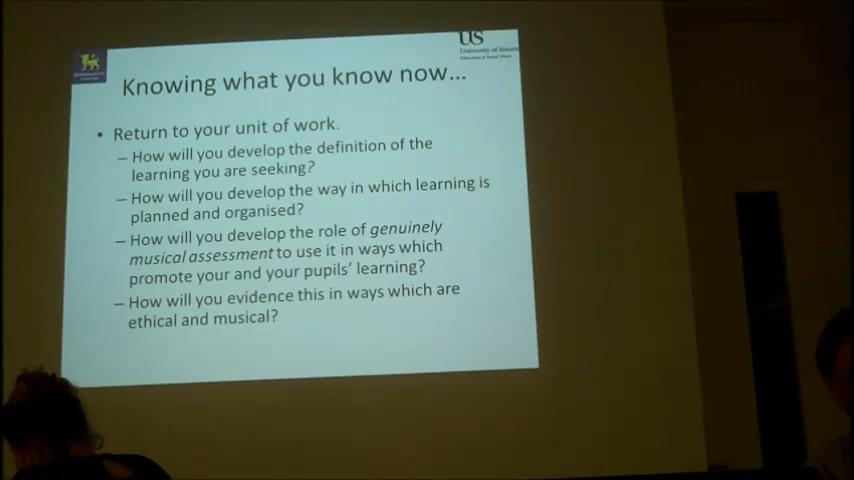 US
University of Sussex
Knowing what you know now...
• Return to your unit of work.
– How will you develop the definition of the
learning you are seeking?
– How will you develop the way in which learning is
planned and organised?
– How will you develop the role of genuinely
musical assessment to use it in ways which
promote your and your pupils' learning?
– How will you evidence this in ways which are
ethical and musical?